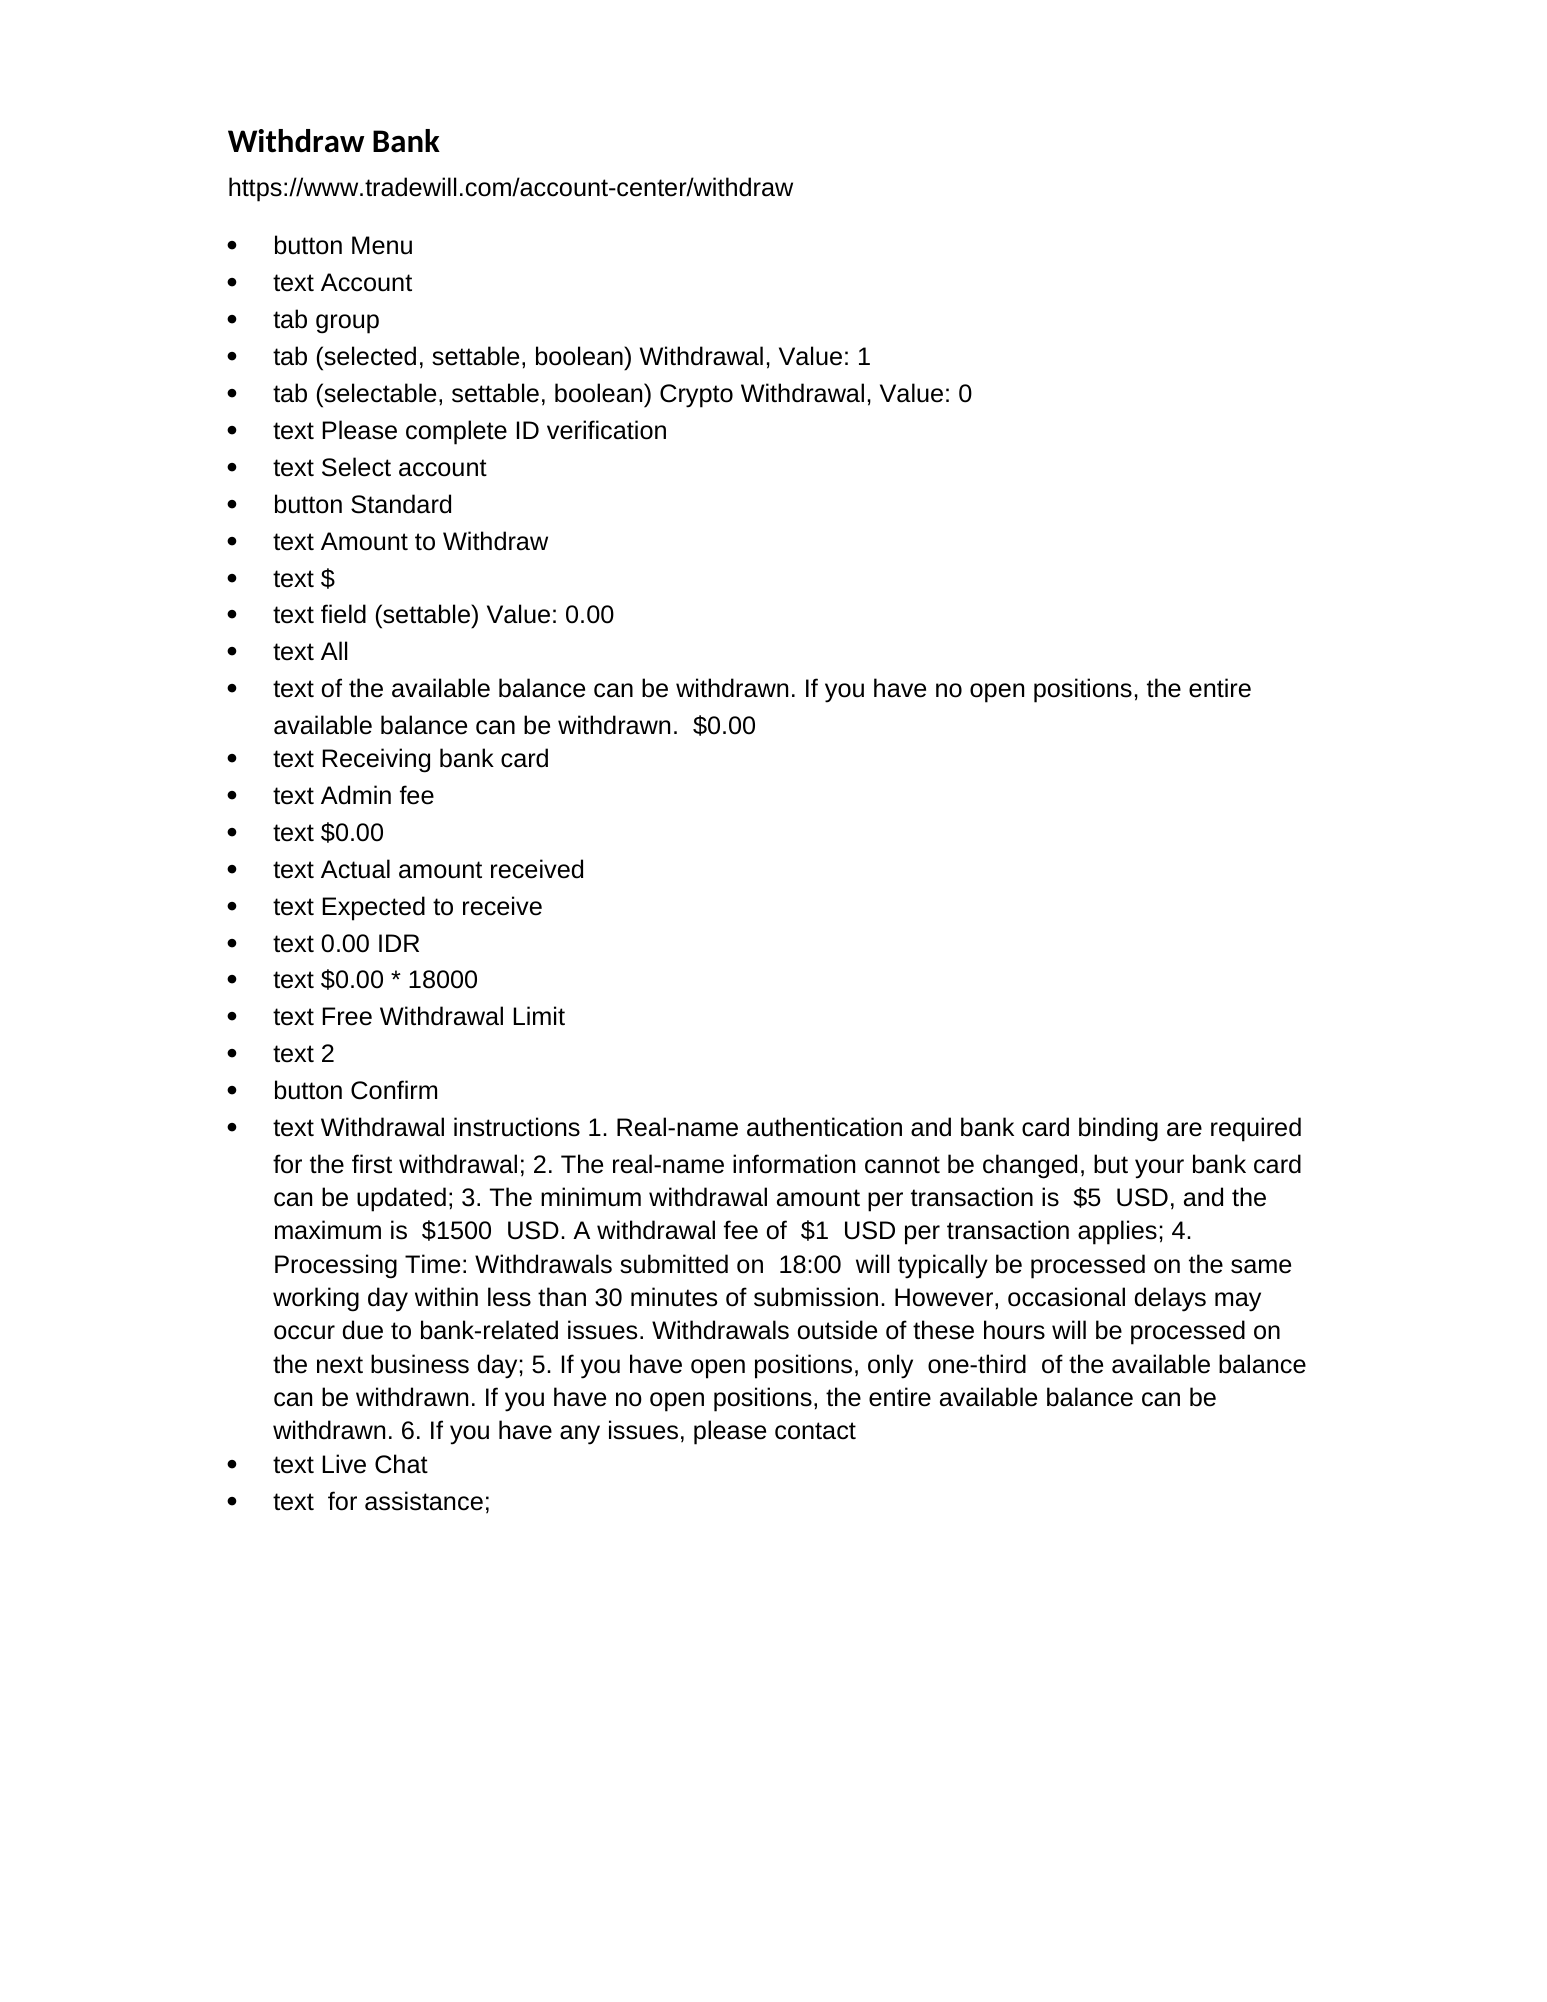 Withdraw Bank
https://www.tradewill.com/account-center/withdraw
• button Menu
• text Account
• tab group
• tab (selected, settable, boolean) Withdrawal, Value: 1
• tab (selectable, settable, boolean) Crypto Withdrawal, Value: 0
• text Please complete ID verification
• text Select account
• button Standard
• text Amount to Withdraw
• text $
• text field (settable) Value: 0.00
• text All
• text of the available balance can be withdrawn. If you have no open positions, the entire
available balance can be withdrawn.  $0.00
• text Receiving bank card
• text Admin fee
• text $0.00
• text Actual amount received
• text Expected to receive
• text 0.00 IDR
• text $0.00 * 18000
• text Free Withdrawal Limit
• text 2
• button Confirm
• text Withdrawal instructions 1. Real-name authentication and bank card binding are required
for the first withdrawal; 2. The real-name information cannot be changed, but your bank card
can be updated; 3. The minimum withdrawal amount per transaction is  $5  USD, and the
maximum is  $1500  USD. A withdrawal fee of  $1  USD per transaction applies; 4.
Processing Time: Withdrawals submitted on  18:00  will typically be processed on the same
working day within less than 30 minutes of submission. However, occasional delays may
occur due to bank-related issues. Withdrawals outside of these hours will be processed on
the next business day; 5. If you have open positions, only  one-third  of the available balance
can be withdrawn. If you have no open positions, the entire available balance can be
withdrawn. 6. If you have any issues, please contact
• text Live Chat
• text  for assistance;